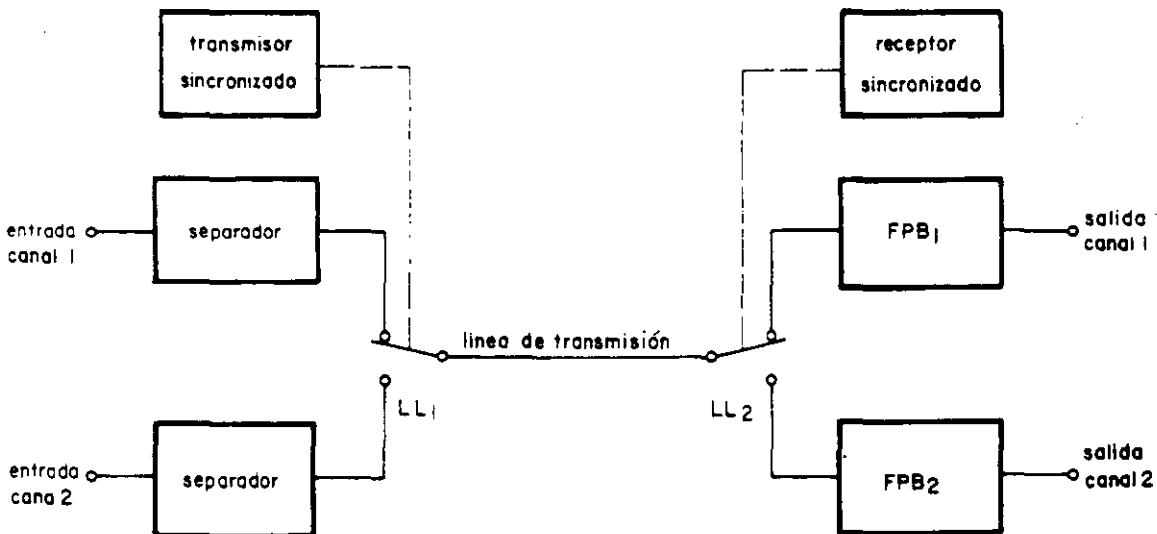 transmisor
sincronizado
receptor
sincronizado
entrada
canal 1
separador
FPB1
salida
canal 1
linea de transmisión
LL1
LL2
entrada
cana 2
separador
FPB2
salida
canal 2